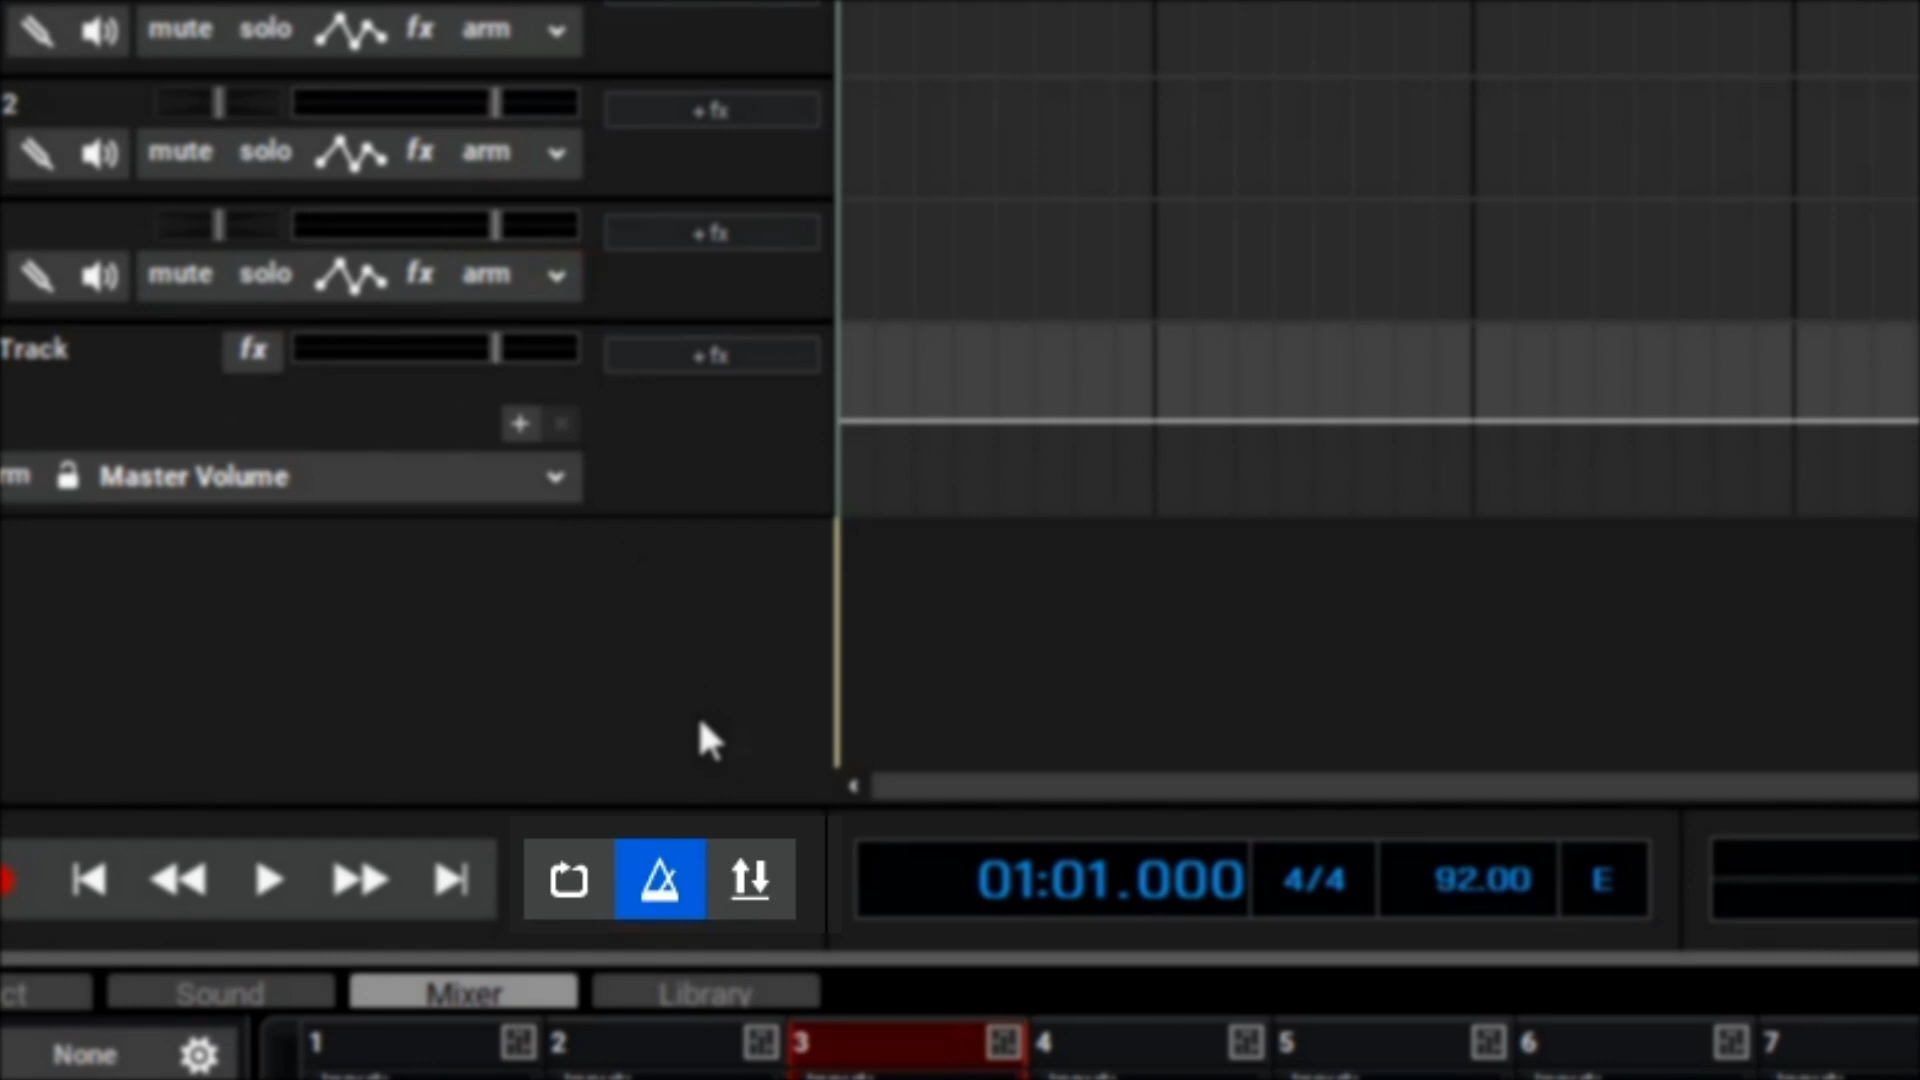 mute solo fx arm
2 +fx
mute solo fx arm
+fx
mute solo fx arm
Track fx +fx
rm Master Volume
01:01.000 4/4 92.00 E
ct Sound Mixer Library
None 1 2 3 4 5 6 7